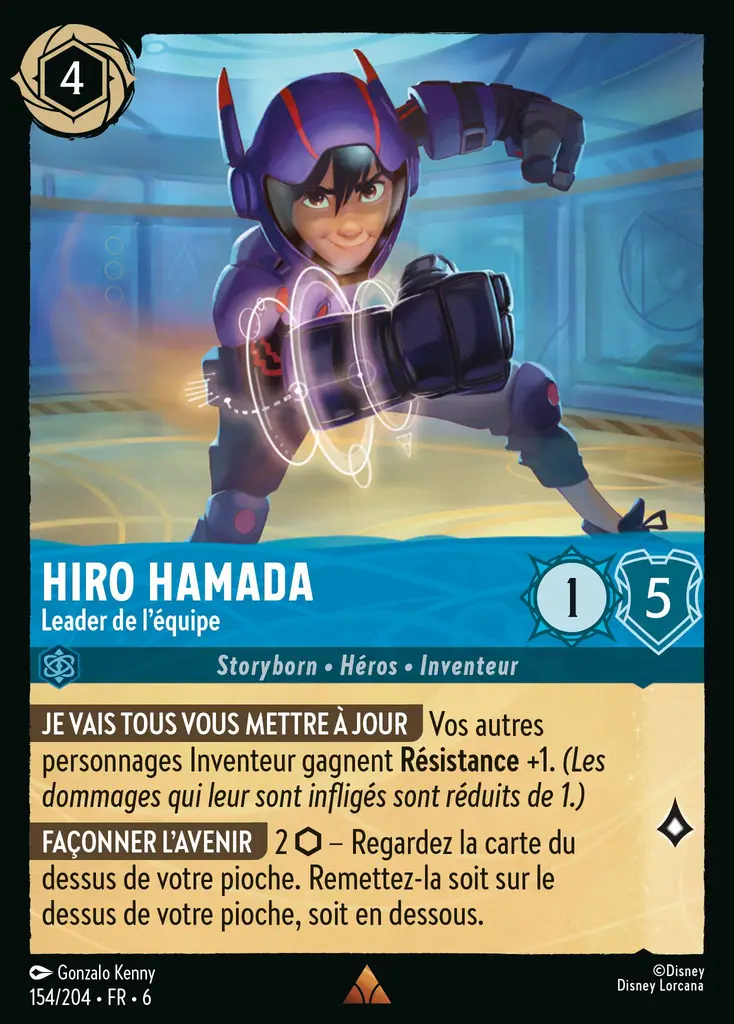 4
HIRO HAMADA
Leader de l'équipe
1
5
Storyborn • Héros • Inventeur
JE VAIS TOUS VOUS METTRE À JOUR Vos autres
personnages Inventeur gagnent Résistance +1. (Les
dommages qui leur sont infligés sont réduits de 1.)
FAÇONNER L'AVENIR 2 ⬡ – Regardez la carte du
dessus de votre pioche. Remettez-la soit sur le
dessus de votre pioche, soit en dessous.
Gonzalo Kenny
154/204 • FR • 6
©Disney
Disney Lorcana